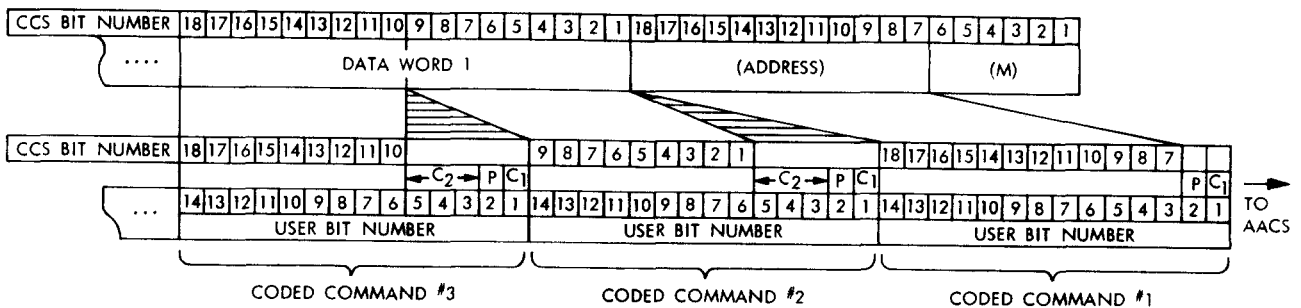 CCS BIT NUMBER 18 17 16 15 14 13 12 11 10 9 8 7 6 5 4 3 2 1 18 17 16 15 14 13 12 11 10 9 8 7 6 5 4 3 2 1
.... DATA WORD 1 (ADDRESS) (M)
CCS BIT NUMBER 18 17 16 15 14 13 12 11 10 9 8 7 6 5 4 3 2 1 18 17 16 15 14 13 12 11 10 9 8 7
C2 P C1 C2 P C1 P C1
... 14 13 12 11 10 9 8 7 6 5 4 3 2 1 14 13 12 11 10 9 8 7 6 5 4 3 2 1 14 13 12 11 10 9 8 7 6 5 4 3 2 1 TO AACS
USER BIT NUMBER USER BIT NUMBER USER BIT NUMBER
CODED COMMAND #3 CODED COMMAND #2 CODED COMMAND #1